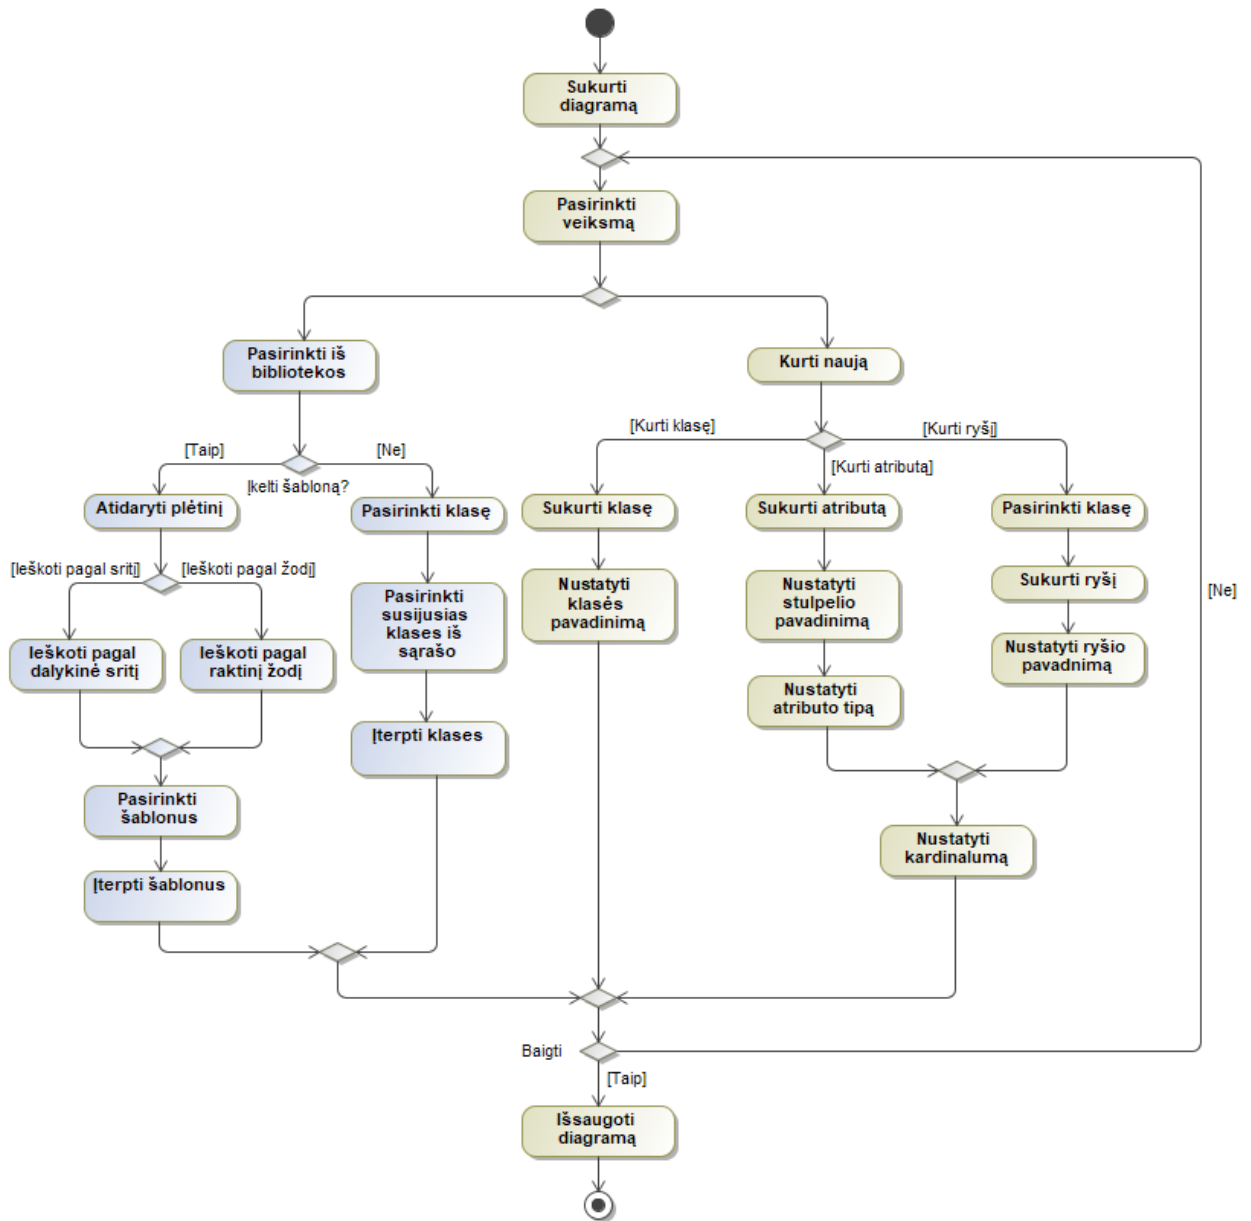 Sukurti
diagramą
Pasirinkti
veiksmą
Pasirinkti iš
bibliotekos
Kurti naują
[Taip]
[Ne]
Įkelti šabloną?
[Kurti klasę]
[Kurti atributą]
[Kurti ryšį]
Atidaryti plėtinį
Pasirinkti klasę
Sukurti klasę
Sukurti atributą
Pasirinkti klasę
[Ieškoti pagal sritį]
[Ieškoti pagal žodį]
Pasirinkti
susijusias
klases iš
sąrašo
Nustatyti
klasės
pavadinimą
Nustatyti
stulpelio
pavadinimą
Sukurti ryšį
[Ne]
Ieškoti pagal
dalykinė sritį
Ieškoti pagal
raktinį žodį
Nustatyti ryšio
pavadnimą
Nustatyti
atributo tipą
Įterpti klases
Pasirinkti
šablonus
Nustatyti
kardinalumą
Įterpti šablonus
Baigti
[Taip]
Išsaugoti
diagramą